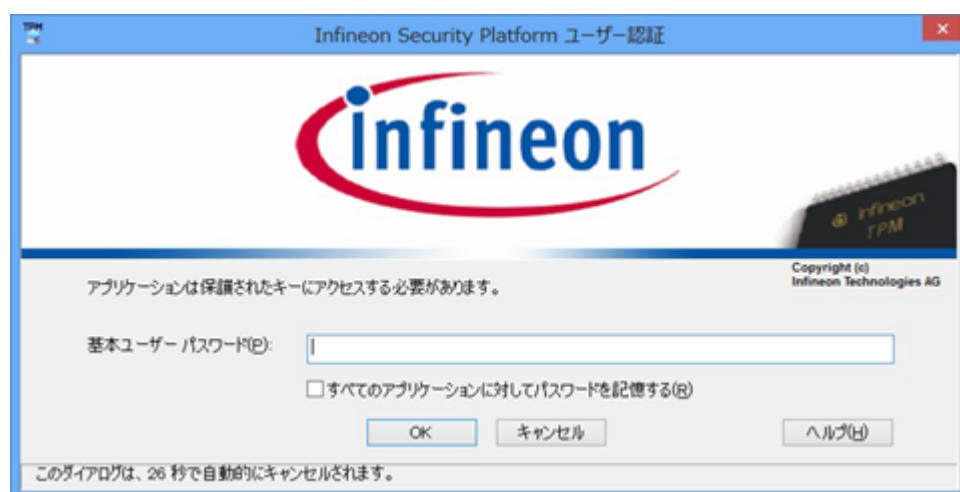 TPM
Infineon Security Platform ユーザー認証
infineon
infineon
TPM
Copyright (c)
Infineon Technologies AG
アプリケーションは保護されたキーにアクセスする必要があります。
基本ユーザー パスワード(P):
すべてのアプリケーションに対してパスワードを記憶する(R)
OK キャンセル ヘルプ(H)
このダイアログは、26 秒で自動的にキャンセルされます。